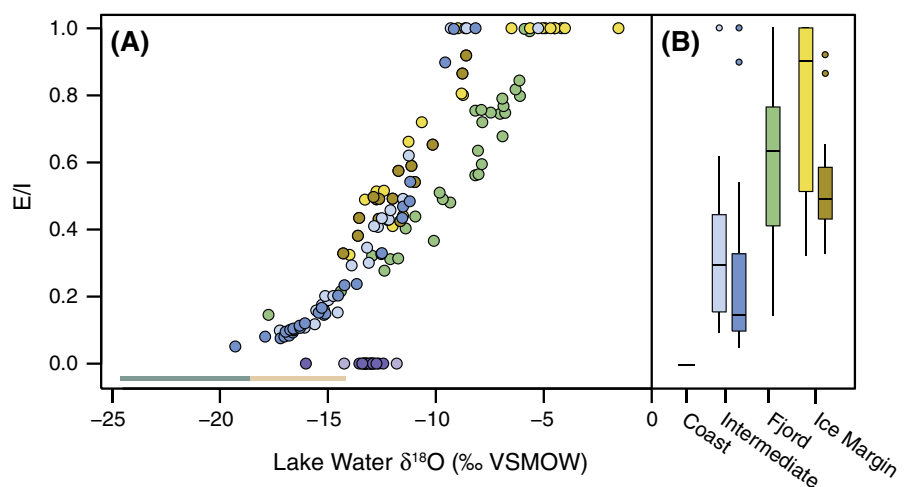 (A)
(B)
E/I
1.0
0.8
0.6
0.4
0.2
0.0
−25
−20
−15
−10
−5
0
Lake Water δ¹⁸O (‰ VSMOW)
Coast
Intermediate
Fjord
Ice Margin